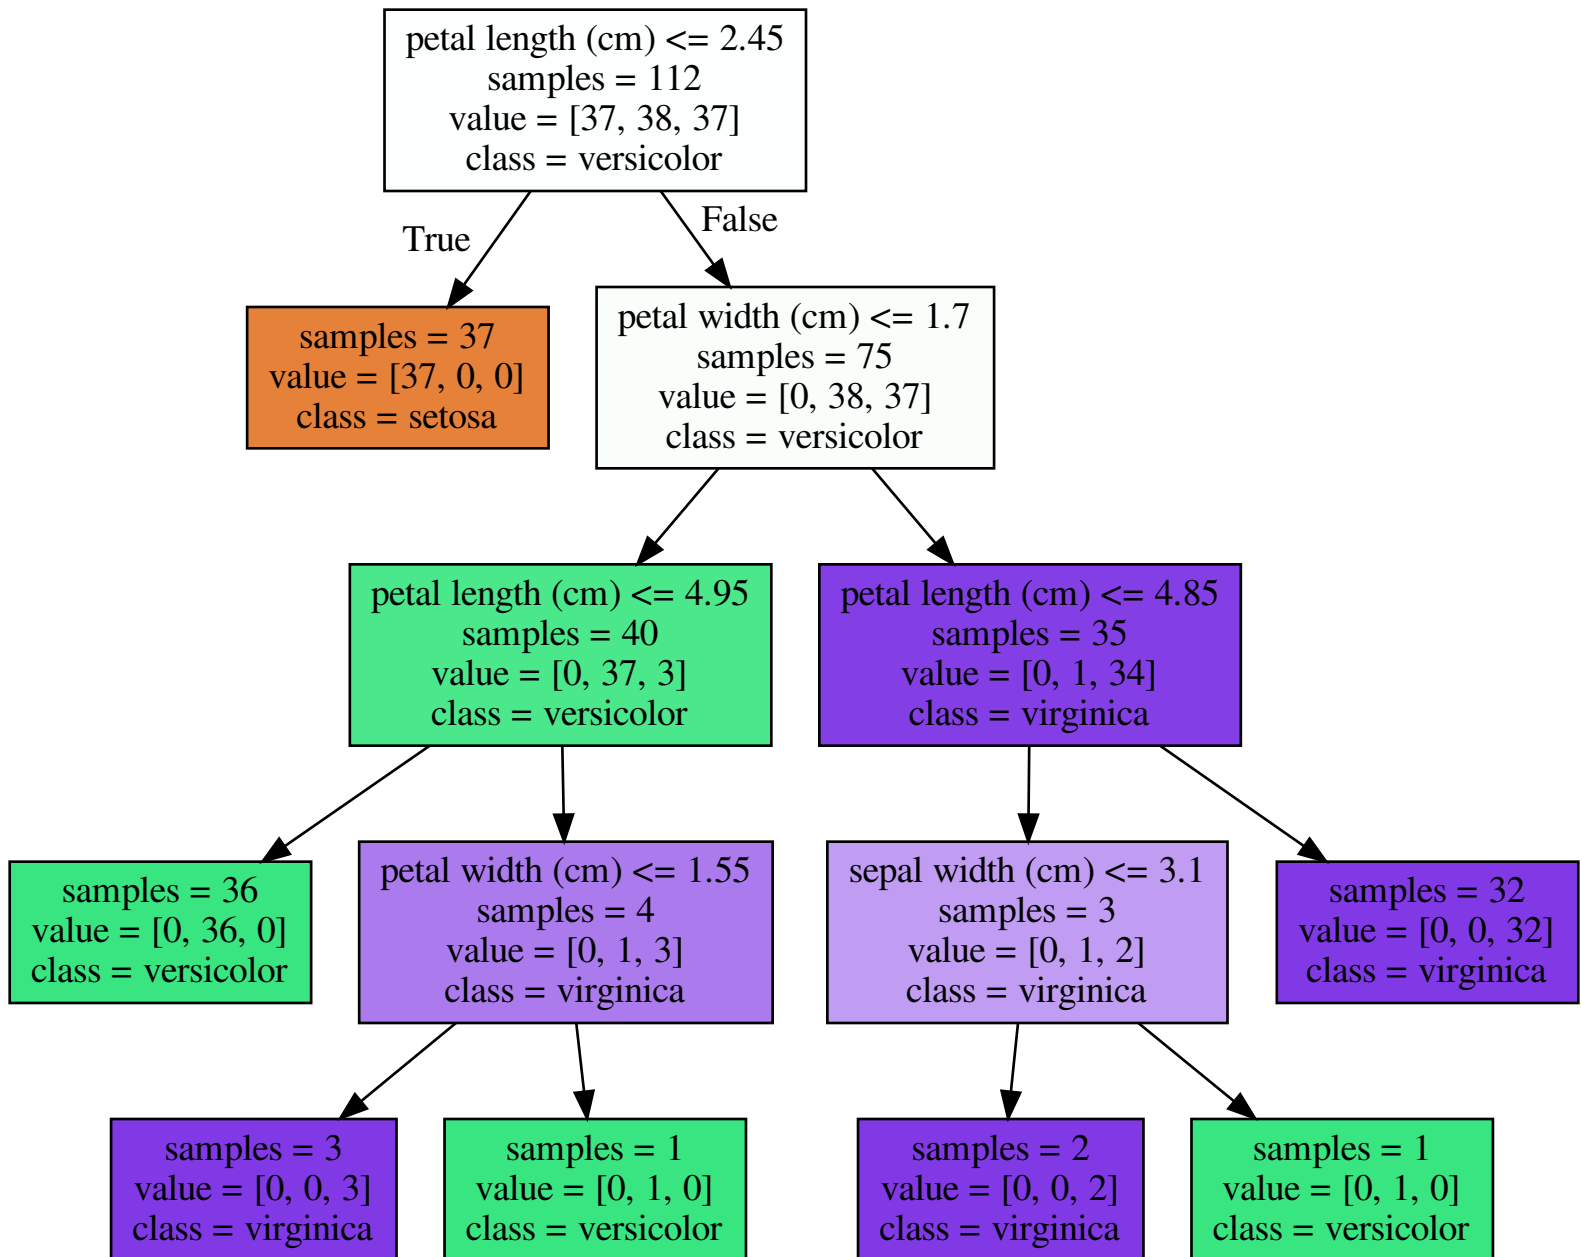 petal length (cm) <= 2.45
samples = 112
value = [37, 38, 37]
class = versicolor
True
False
samples = 37
value = [37, 0, 0]
class = setosa
petal width (cm) <= 1.7
samples = 75
value = [0, 38, 37]
class = versicolor
petal length (cm) <= 4.95
samples = 40
value = [0, 37, 3]
class = versicolor
petal length (cm) <= 4.85
samples = 35
value = [0, 1, 34]
class = virginica
samples = 36
value = [0, 36, 0]
class = versicolor
petal width (cm) <= 1.55
samples = 4
value = [0, 1, 3]
class = virginica
sepal width (cm) <= 3.1
samples = 3
value = [0, 1, 2]
class = virginica
samples = 32
value = [0, 0, 32]
class = virginica
samples = 3
value = [0, 0, 3]
class = virginica
samples = 1
value = [0, 1, 0]
class = versicolor
samples = 2
value = [0, 0, 2]
class = virginica
samples = 1
value = [0, 1, 0]
class = versicolor